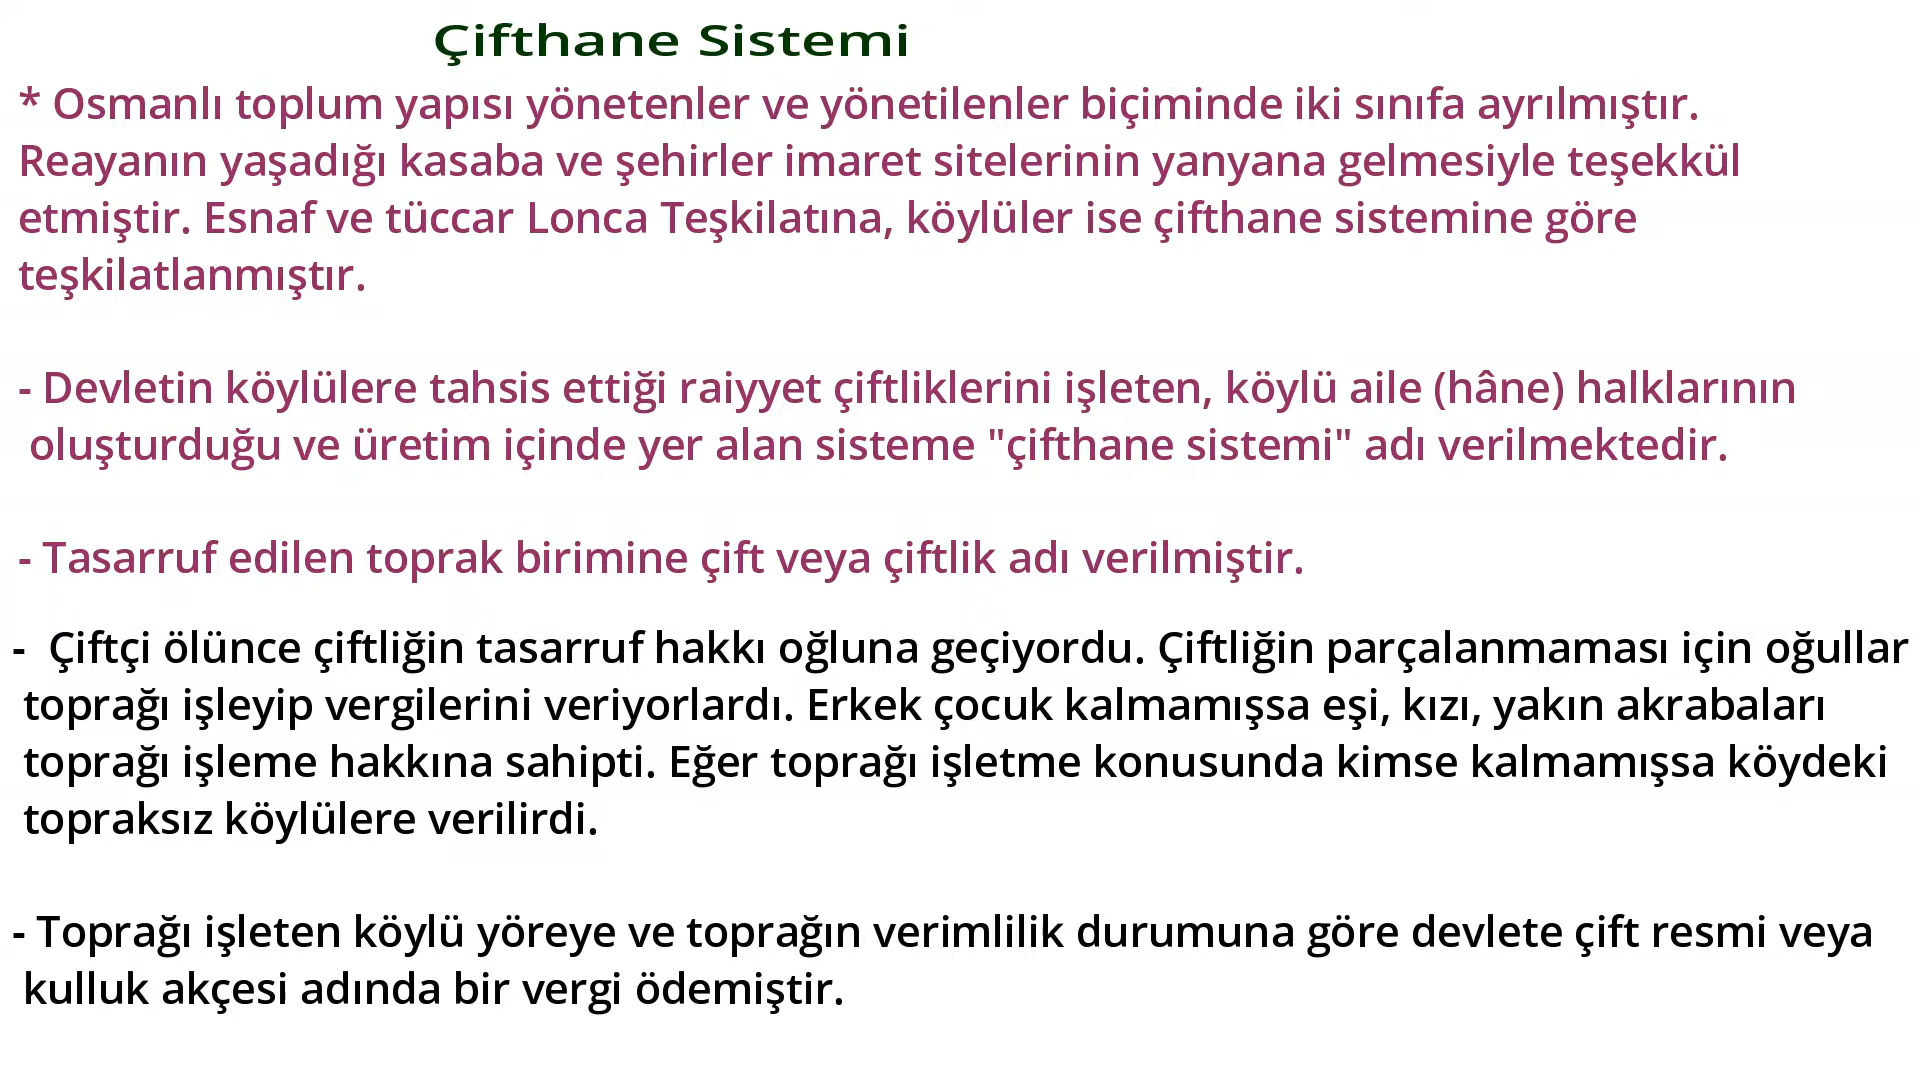 Çifthane Sistemi
* Osmanlı toplum yapısı yönetenler ve yönetilenler biçiminde iki sınıfa ayrılmıştır.
Reayanın yaşadığı kasaba ve şehirler imaret sitelerinin yanyana gelmesiyle teşekkül
etmiştir. Esnaf ve tüccar Lonca Teşkilatına, köylüler ise çifthane sistemine göre
teşkilatlanmıştır.
- Devletin köylülere tahsis ettiği raiyyet çiftliklerini işleten, köylü aile (hâne) halklarının
oluşturduğu ve üretim içinde yer alan sisteme "çifthane sistemi" adı verilmektedir.
- Tasarruf edilen toprak birimine çift veya çiftlik adı verilmiştir.
- Çiftçi ölünce çiftliğin tasarruf hakkı oğluna geçiyordu. Çiftliğin parçalanmaması için oğullar
toprağı işleyip vergilerini veriyorlardı. Erkek çocuk kalmamışsa eşi, kızı, yakın akrabaları
toprağı işleme hakkına sahipti. Eğer toprağı işletme konusunda kimse kalmamışsa köydeki
topraksız köylülere verilirdi.
- Toprağı işleten köylü yöreye ve toprağın verimlilik durumuna göre devlete çift resmi veya
kulluk akçesi adında bir vergi ödemiştir.